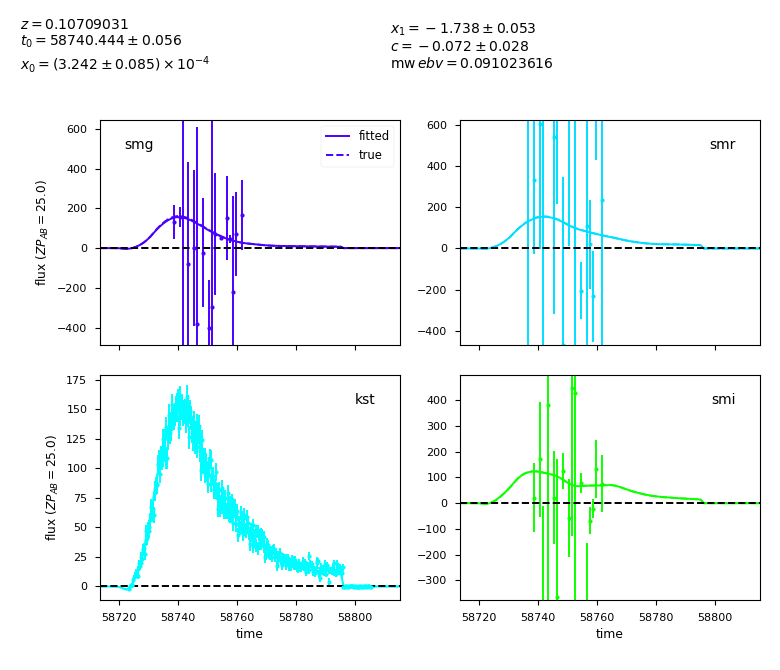 z = 0.10709031
t₀ = 58740.444 ± 0.056
x₀ = (3.242 ± 0.085) × 10⁻⁴
x₁ = −1.738 ± 0.053
c = −0.072 ± 0.028
mw ebv = 0.091023616
600
400
200
0
−200
−400
flux (ZP_AB = 25.0)
smg
fitted
true
600
400
200
0
−200
−400
smr
175
150
125
100
75
50
25
0
flux (ZP_AB = 25.0)
kst
58720 58740 58760 58780 58800
time
400
300
200
100
0
−100
−200
−300
smi
58720 58740 58760 58780 58800
time